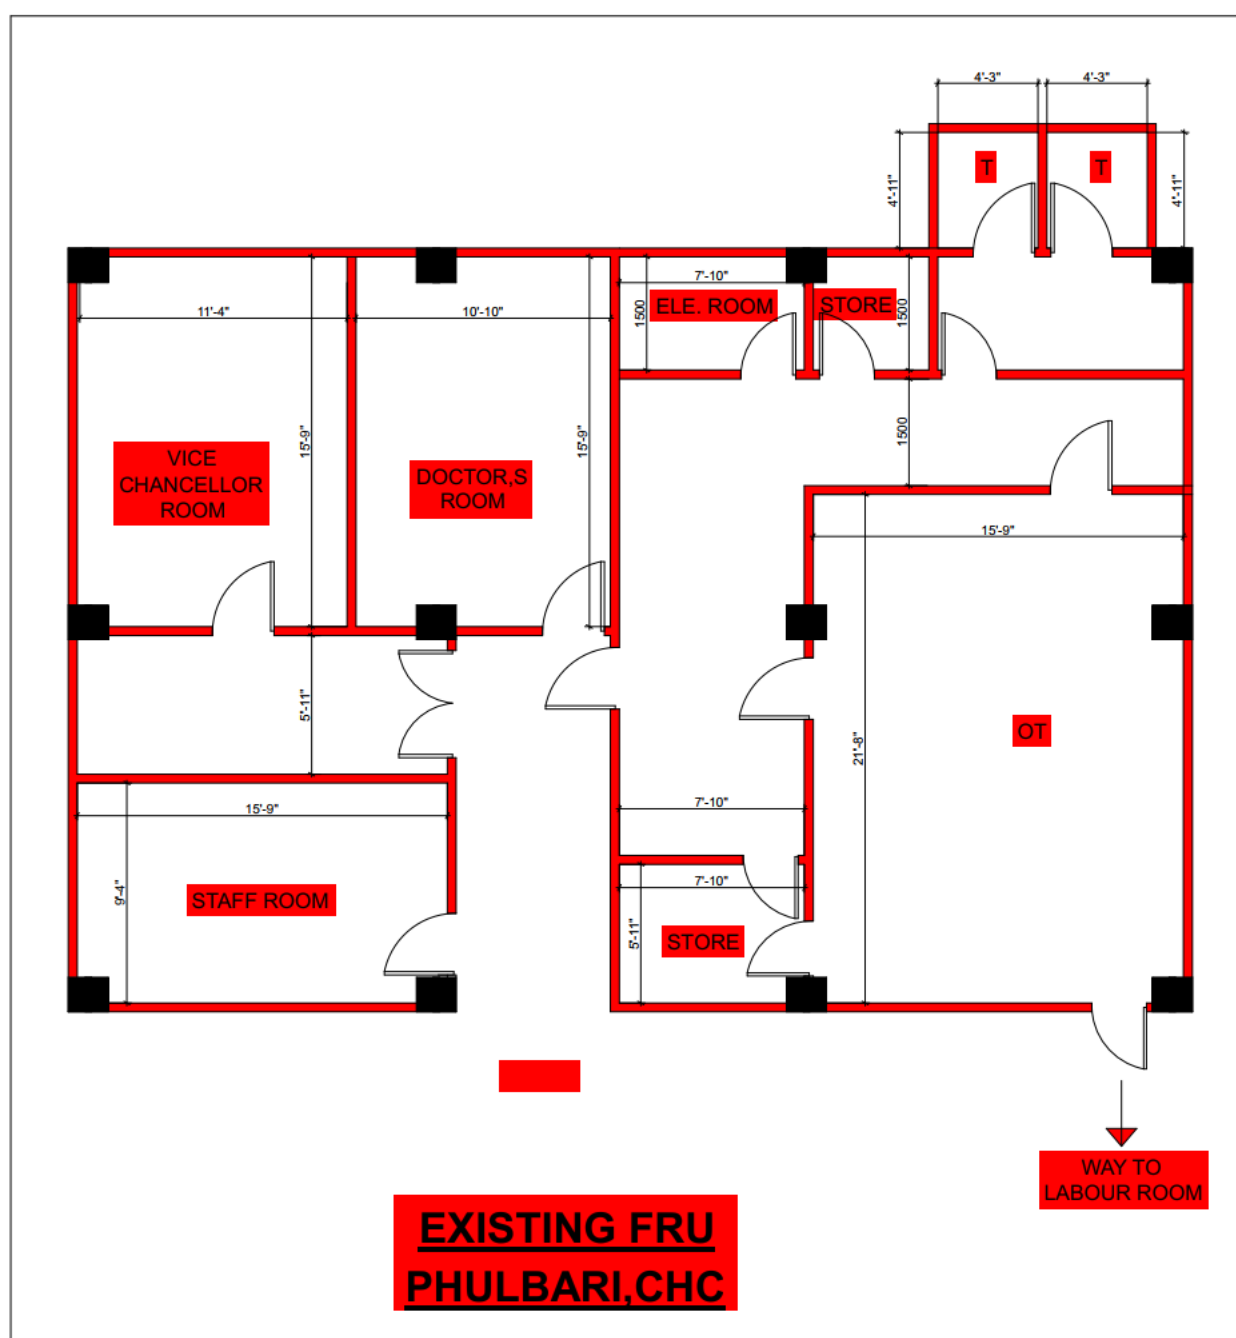 4'-3" 4'-3"
T T
4'-11" 4'-11"
7'-10"
ELE. ROOM STORE
1500 1500
11'-4" 10'-10"
15'-9" 15'-9"
1500
VICE
CHANCELLOR
ROOM
DOCTOR,S
ROOM
15'-9"
5'-11"
OT
21'-8"
15'-9"
7'-10"
9'-4"
STAFF ROOM
7'-10"
5'-11"
STORE
WAY TO
LABOUR ROOM
EXISTING FRU
PHULBARI,CHC